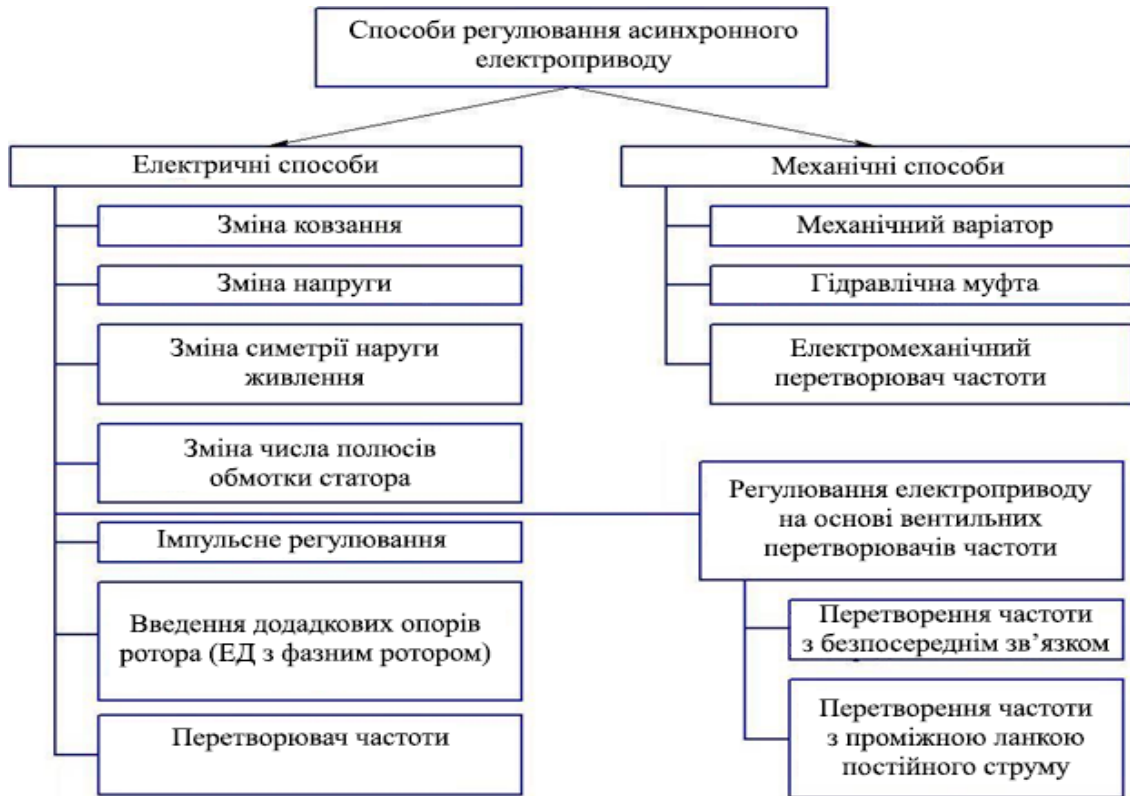 Способи регулювання асинхронного
електроприводу
Електричні способи
Зміна ковзання
Зміна напруги
Зміна симетрії наруги
живлення
Зміна числа полюсів
обмотки статора
Імпульсне регулювання
Введення додадкових опорів
ротора (ЕД з фазним ротором)
Перетворювач частоти
Механічні способи
Механічний варіатор
Гідравлічна муфта
Електромеханічний
перетворювач частоти
Регулювання електроприводу
на основі вентильних
перетворювачів частоти
Перетворення частоти
з безпосереднім зв’язком
Перетворення частоти
з проміжною ланкою
постійного струму